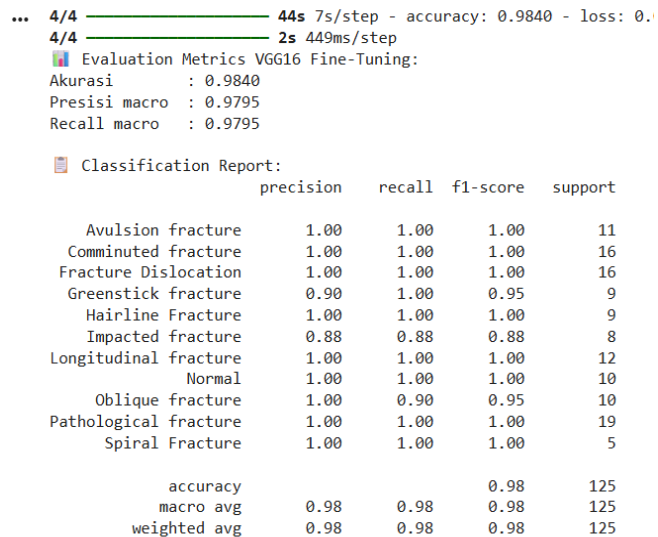 ... 4/4 ━━━━━━━━━━━━━━━━━━━━ 44s 7s/step - accuracy: 0.9840 - loss: 0.
4/4 ━━━━━━━━━━━━━━━━━━━━ 2s 449ms/step
📊 Evaluation Metrics VGG16 Fine-Tuning:
Akurasi : 0.9840
Presisi macro : 0.9795
Recall macro : 0.9795
📋 Classification Report:
precision recall f1-score support
Avulsion fracture 1.00 1.00 1.00 11
Comminuted fracture 1.00 1.00 1.00 16
Fracture Dislocation 1.00 1.00 1.00 16
Greenstick fracture 0.90 1.00 0.95 9
Hairline Fracture 1.00 1.00 1.00 9
Impacted fracture 0.88 0.88 0.88 8
Longitudinal fracture 1.00 1.00 1.00 12
Normal 1.00 1.00 1.00 10
Oblique fracture 1.00 0.90 0.95 10
Pathological fracture 1.00 1.00 1.00 19
Spiral Fracture 1.00 1.00 1.00 5
accuracy 0.98 125
macro avg 0.98 0.98 0.98 125
weighted avg 0.98 0.98 0.98 125